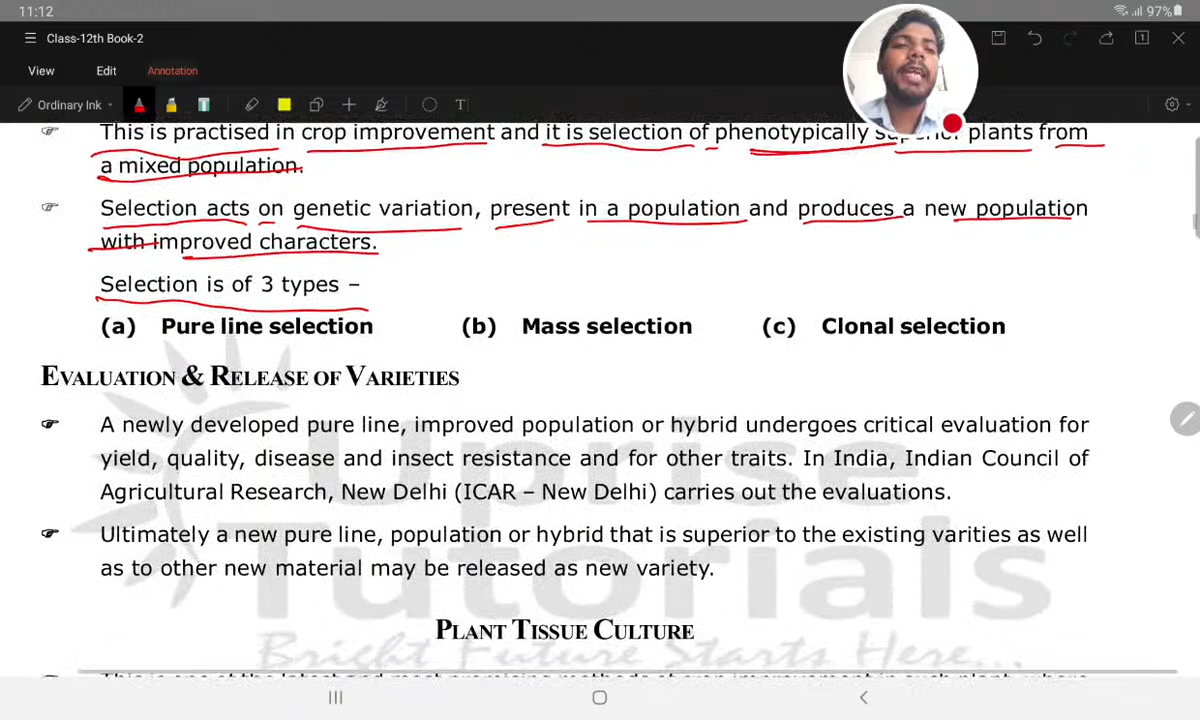 11:12
97%
Class-12th Book-2
1
View Edit Annotation
Ordinary Ink
T
This is practised in crop improvement and it is selection of phenotypically plants from
a mixed population.
Selection acts on genetic variation, present in a population and produces a new population
with improved characters.
Selection is of 3 types –
(a) Pure line selection (b) Mass selection (c) Clonal selection
EVALUATION & RELEASE OF VARIETIES
A newly developed pure line, improved population or hybrid undergoes critical evaluation for
yield, quality, disease and insect resistance and for other traits. In India, Indian Council of
Agricultural Research, New Delhi (ICAR – New Delhi) carries out the evaluations.
Ultimately a new pure line, population or hybrid that is superior to the existing varities as well
as to other new material may be released as new variety.
Uprise
Tutorials
Bright Future Starts Here...
PLANT TISSUE CULTURE